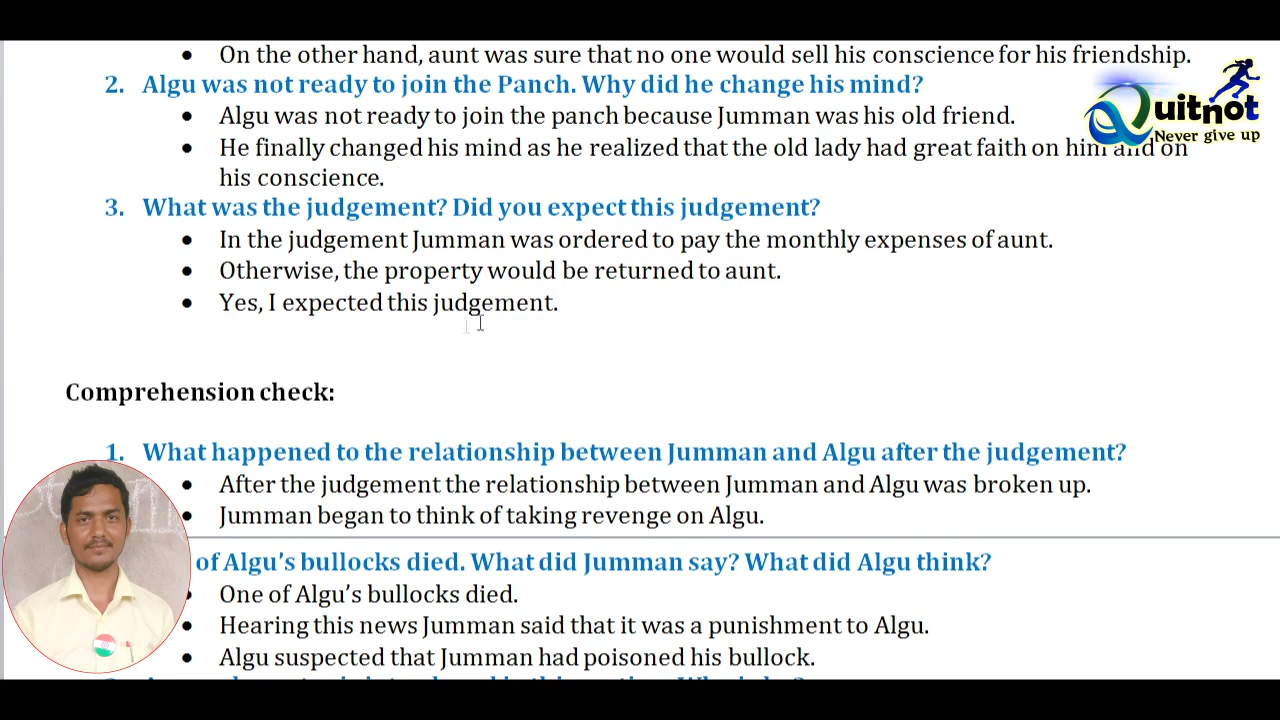 On the other hand, aunt was sure that no one would sell his conscience for his friendship.
2. Algu was not ready to join the Panch. Why did he change his mind?
Algu was not ready to join the panch because Jumman was his old friend.
He finally changed his mind as he realized that the old lady had great faith on him and on
his conscience.
3. What was the judgement? Did you expect this judgement?
In the judgement Jumman was ordered to pay the monthly expenses of aunt.
Otherwise, the property would be returned to aunt.
Yes, I expected this judgement.
Quitnot
Never give up
Comprehension check:
1. What happened to the relationship between Jumman and Algu after the judgement?
After the judgement the relationship between Jumman and Algu was broken up.
Jumman began to think of taking revenge on Algu.
of Algu's bullocks died. What did Jumman say? What did Algu think?
One of Algu's bullocks died.
Hearing this news Jumman said that it was a punishment to Algu.
Algu suspected that Jumman had poisoned his bullock.